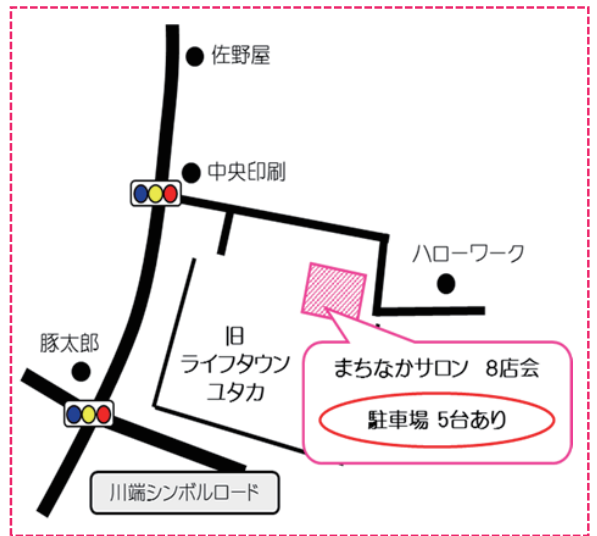 佐野屋
中央印刷
ハローワーク
豚太郎
旧
ライフタウン
ユタカ
まちなかサロン 8店会
駐車場 5台あり
川端シンボルロード